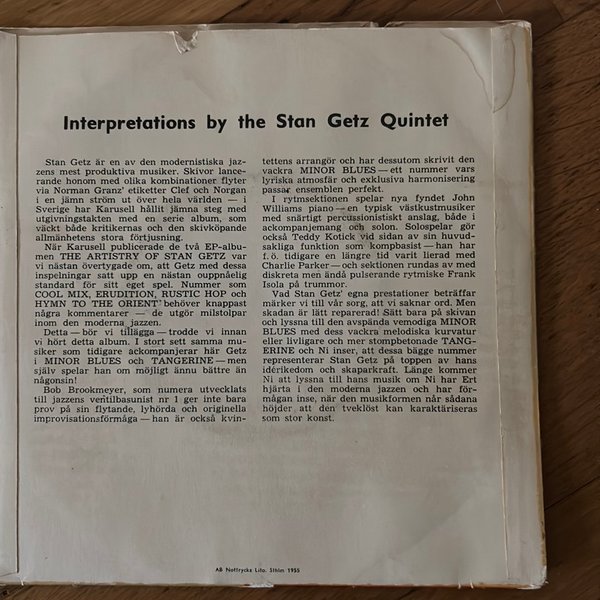 Interpretations by the Stan Getz Quintet
Stan Getz är en av den modernistiska jaz-
zens mest produktiva musiker. Skivor lance-
rande honom med olika kombinationer flyter
via Norman Granz' etiketter Clef och Norgan
i en jämn ström ut över hela världen — i
Sverige har Karusell hållit jämna steg med
utgivningstakten med en serie album, som
väckt både kritikernas och den skivköpande
allmänhetens stora förtjusning.
När Karusell publicerade de två EP-albu-
men THE ARTISTRY OF STAN GETZ var
vi nästan övertygade om, att Getz med dessa
inspelningar satt upp en nästan ouppnåelig
standard för sitt eget spel. Nummer som
COOL MIX, ERUDITION, RUSTIC HOP och
HYMN TO THE ORIENT behöver knappast
några kommentarer — de utgör milstolpar
inom den moderna jazzen.
Detta — bör vi tillägga — trodde vi innan
vi hört detta album. I stort sett samma mu-
siker som tidigare ackompanjerar här Getz
i MINOR BLUES och TANGERINE — men
själv spelar han om möjligt ännu bättre än
någonsin!
Bob Brookmeyer, som numera utvecklats
till jazzens ventilbasunist nr 1 ger inte bara
prov på sin flytande, lyhörda och originella
improvisationsförmåga — han är också kvin-
tettens arrangör och har dessutom skrivit den
vackra MINOR BLUES — ett nummer vars
lyriska atmosfär och exklusiva harmonisering
passar ensemblen perfekt.
I rytmsektionen spelar nya fyndet John
Williams piano — en typisk västkustmusiker
med snärtigt percussionistiskt anslag, både i
ackompanjemang och solon. Solospelar gör
också Teddy Kotick vid sidan av sin huvud-
sakliga funktion som kompbasist — han har
f. ö. tidigare en längre tid varit lierad med
Charlie Parker — och sektionen rundas av med
diskreta men ändå pulserande rytmiske Frank
Isola på trummor.
Vad Stan Getz' egna prestationer beträffar
märker vi till vår sorg, att vi saknar ord. Men
skadan är lätt reparerad! Sätt bara på skivan
och lyssna till den avspända vemodiga MINOR
BLUES med dess vackra melodiska kurvatur
eller livligare och mer stompbetonade TANG-
ERINE och Ni inser, att dessa bägge nummer
representerar Stan Getz på toppen av hans
idérikedom och skaparkraft. Länge kommer
Ni att lyssna till hans musik om Ni har Ert
hjärta i den moderna jazzen och har för-
mågan inse, när den musikformen når sådana
höjder att den tveklöst kan karaktäriseras
som stor konst.
AB Nottrycks Lito. Sthlm 1955